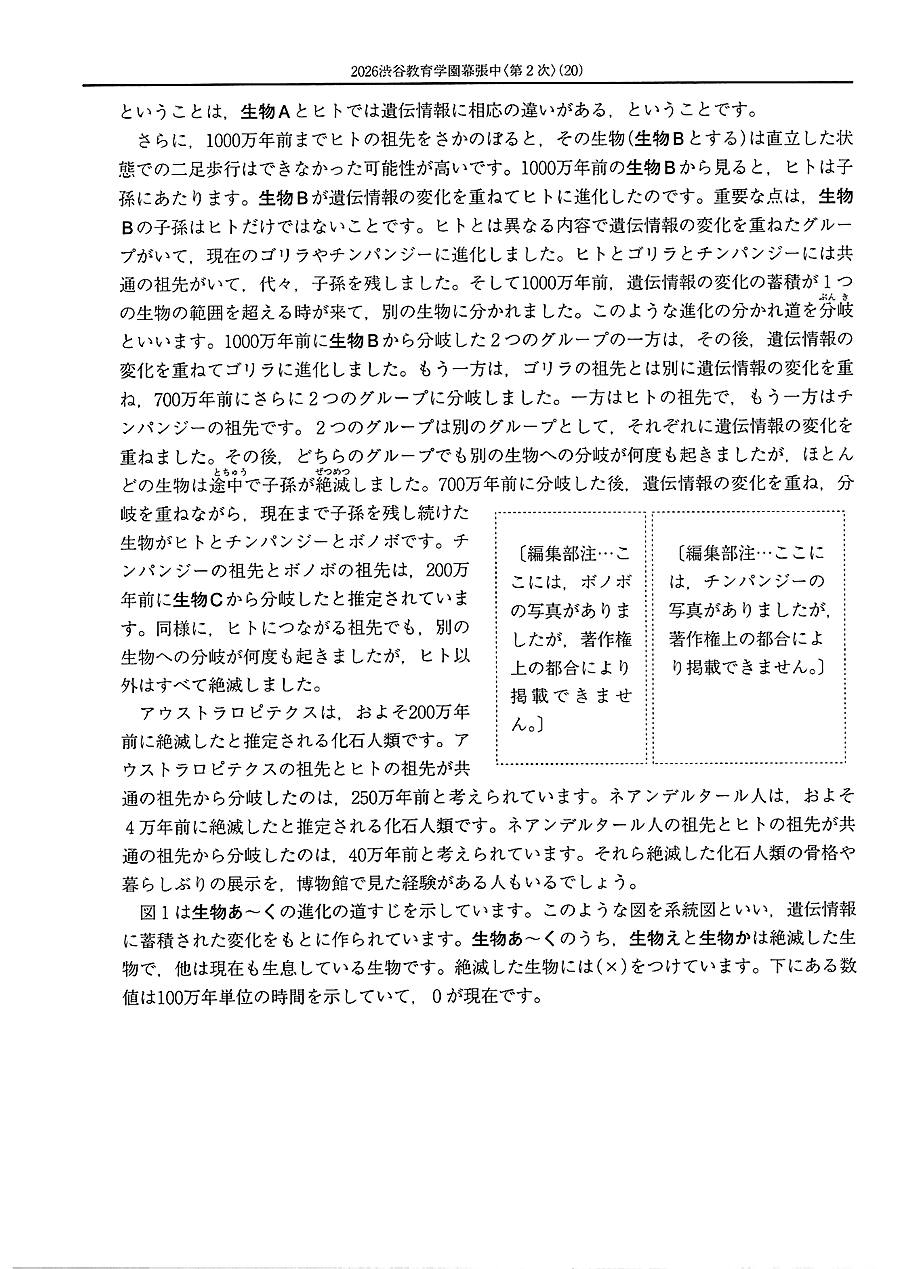 2026渋谷教育学園幕張中〈第2次〉(20)
ということは，生物Aとヒトでは遺伝情報に相応の違いがある，ということです。
さらに，1000万年前までヒトの祖先をさかのぼると，その生物(生物Bとする)は直立した状
態での二足歩行はできなかった可能性が高いです。1000万年前の生物Bから見ると，ヒトは子
孫にあたります。生物Bが遺伝情報の変化を重ねてヒトに進化したのです。重要な点は，生物
Bの子孫はヒトだけではないことです。ヒトとは異なる内容で遺伝情報の変化を重ねたグルー
プがいて，現在のゴリラやチンパンジーに進化しました。ヒトとゴリラとチンパンジーには共
通の祖先がいて，代々，子孫を残しました。そして1000万年前，遺伝情報の変化の蓄積が1つ
の生物の範囲を超える時が来て，別の生物に分かれました。このような進化の分かれ道を分岐
ぶんき
といいます。1000万年前に生物Bから分岐した2つのグループの一方は，その後，遺伝情報の
変化を重ねてゴリラに進化しました。もう一方は，ゴリラの祖先とは別に遺伝情報の変化を重
ね，700万年前にさらに2つのグループに分岐しました。一方はヒトの祖先で，もう一方はチ
ンパンジーの祖先です。2つのグループは別のグループとして，それぞれに遺伝情報の変化を
重ねました。その後，どちらのグループでも別の生物への分岐が何度も起きましたが，ほとん
とちゅう ぜつめつ
どの生物は途中で子孫が絶滅しました。700万年前に分岐した後，遺伝情報の変化を重ね，分
岐を重ねながら，現在まで子孫を残し続けた
生物がヒトとチンパンジーとボノボです。チ
ンパンジーの祖先とボノボの祖先は，200万
年前に生物Cから分岐したと推定されていま
す。同様に，ヒトにつながる祖先でも，別の
生物への分岐が何度も起きましたが，ヒト以
外はすべて絶滅しました。
〔編集部注…こ
こには，ボノボ
の写真がありま
したが，著作権
上の都合により
掲載できませ
ん。〕
〔編集部注…ここに
は，チンパンジーの
写真がありましたが，
著作権上の都合によ
り掲載できません。〕
アウストラロピテクスは，およそ200万年
前に絶滅したと推定される化石人類です。ア
ウストラロピテクスの祖先とヒトの祖先が共
通の祖先から分岐したのは，250万年前と考えられています。ネアンデルタール人は，およそ
4万年前に絶滅したと推定される化石人類です。ネアンデルタール人の祖先とヒトの祖先が共
通の祖先から分岐したのは，40万年前と考えられています。それら絶滅した化石人類の骨格や
暮らしぶりの展示を，博物館で見た経験がある人もいるでしょう。
図1は生物あ～くの進化の道すじを示しています。このような図を系統図といい，遺伝情報
に蓄積された変化をもとに作られています。生物あ～くのうち，生物えと生物かは絶滅した生
物で，他は現在も生息している生物です。絶滅した生物には(×)をつけています。下にある数
値は100万年単位の時間を示していて，0が現在です。